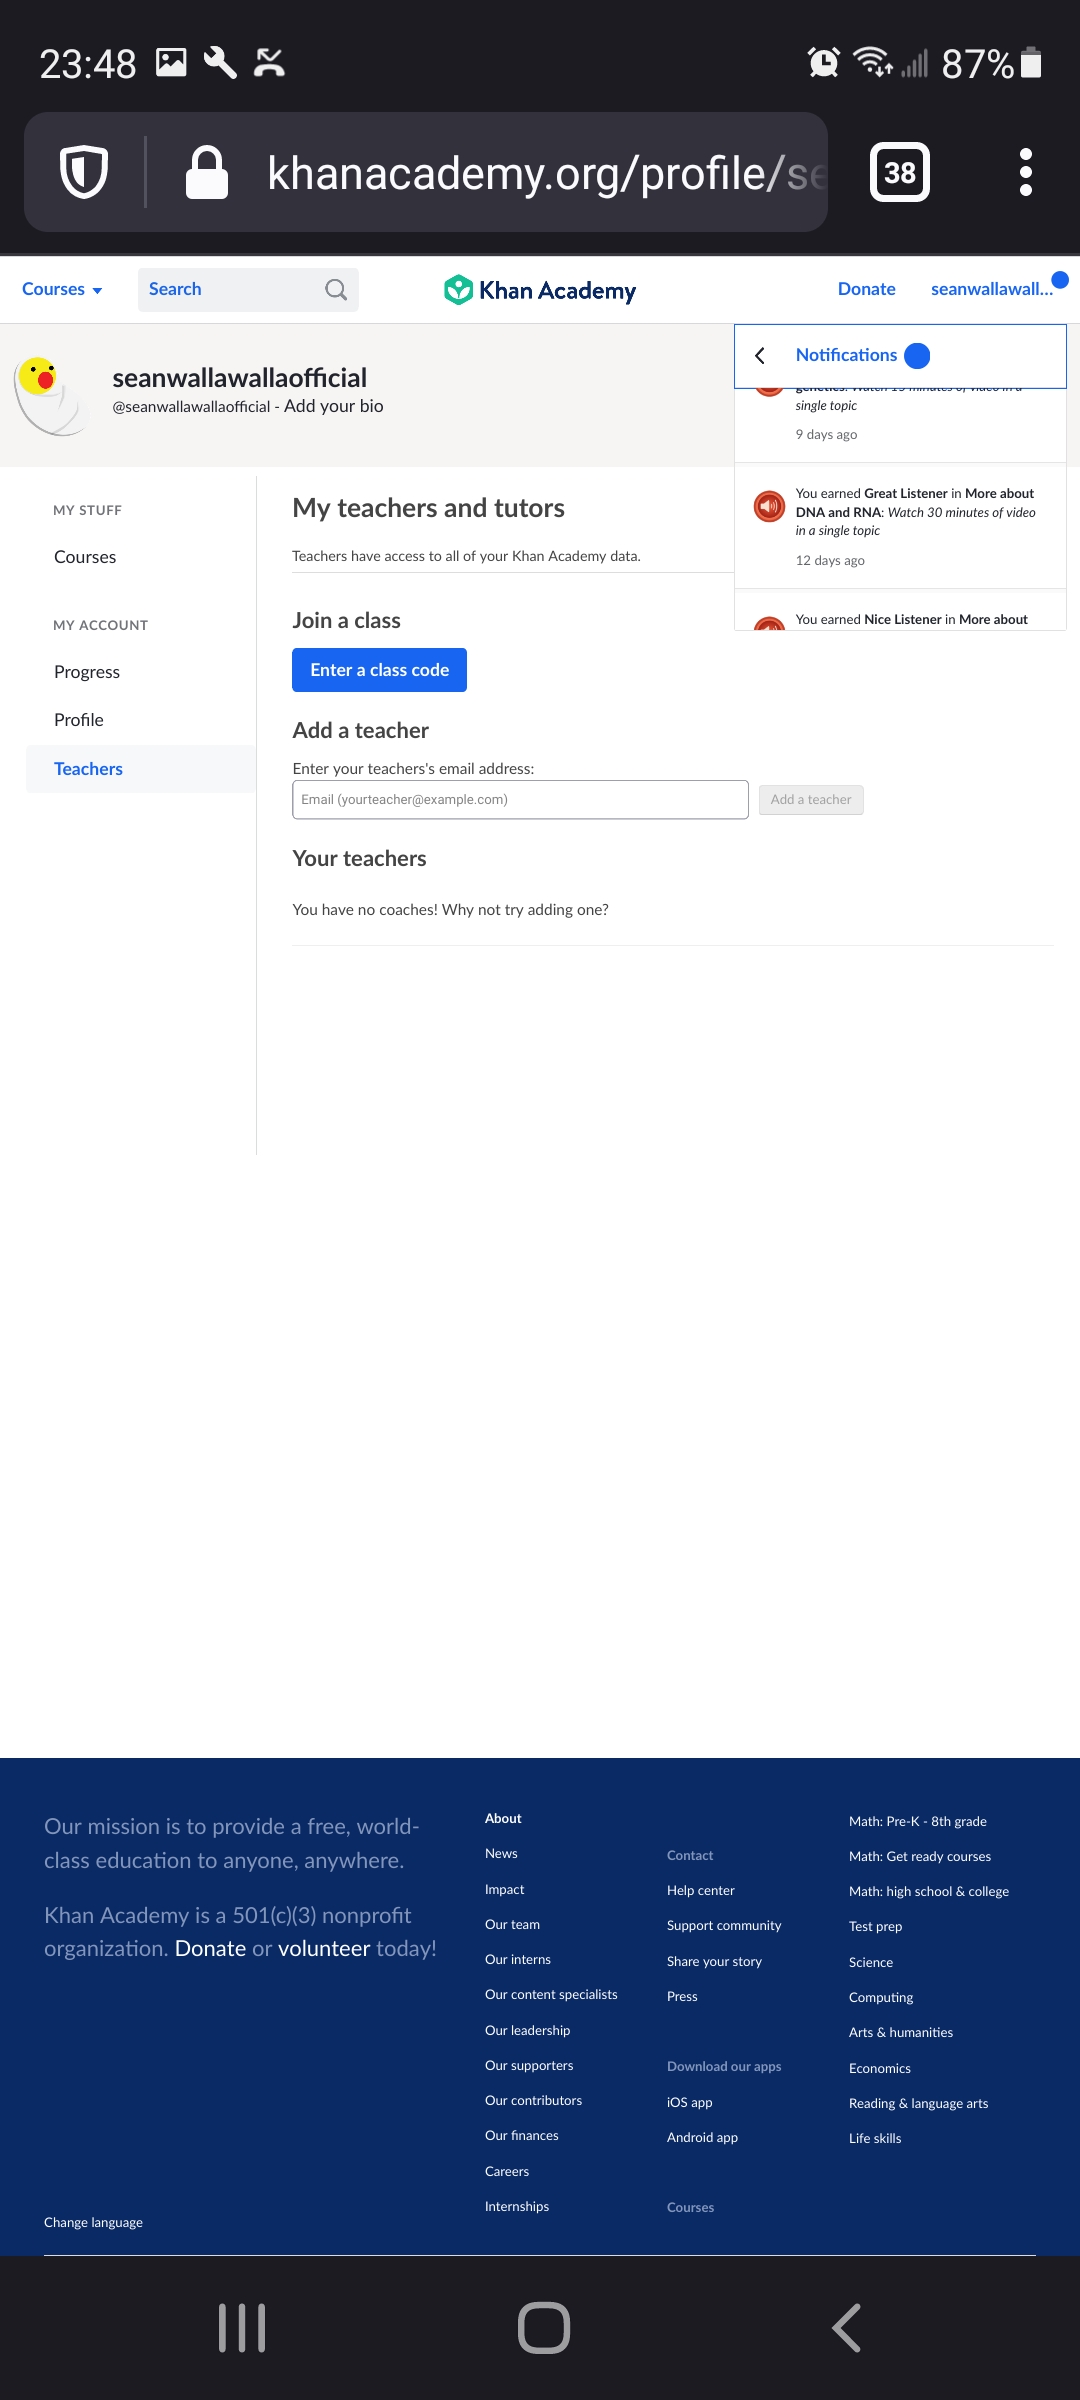 23:48
87%
khanacademy.org/profile/se
38
Courses
Search
Khan Academy
Donate
seanwallawall...
seanwallawallaofficial
@seanwallawallaofficial - Add your bio
Notifications
genetics: Watch 15 minutes of video in a
single topic
9 days ago
You earned Great Listener in More about
DNA and RNA: Watch 30 minutes of video
in a single topic
12 days ago
You earned Nice Listener in More about
MY STUFF
Courses
MY ACCOUNT
Progress
Profile
Teachers
My teachers and tutors
Teachers have access to all of your Khan Academy data.
Join a class
Enter a class code
Add a teacher
Enter your teachers's email address:
Email (yourteacher@example.com)
Add a teacher
Your teachers
You have no coaches! Why not try adding one?
Our mission is to provide a free, world-
class education to anyone, anywhere.
Khan Academy is a 501(c)(3) nonprofit
organization. Donate or volunteer today!
Change language
About
News
Impact
Our team
Our interns
Our content specialists
Our leadership
Our supporters
Our contributors
Our finances
Careers
Internships
Contact
Help center
Support community
Share your story
Press
Download our apps
iOS app
Android app
Courses
Math: Pre-K - 8th grade
Math: Get ready courses
Math: high school & college
Test prep
Science
Computing
Arts & humanities
Economics
Reading & language arts
Life skills